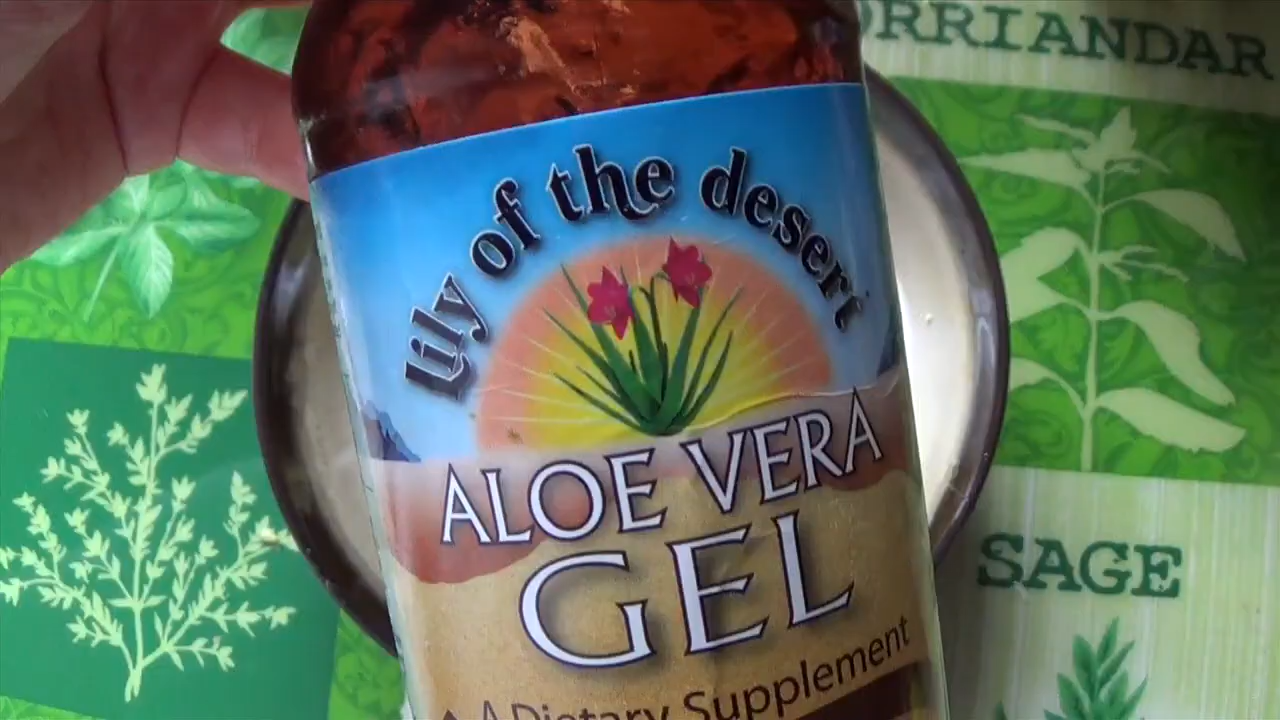 ORRIANDAR
lily of the desert
ALOE VERA
GEL
A Dietary Supplement
SAGE